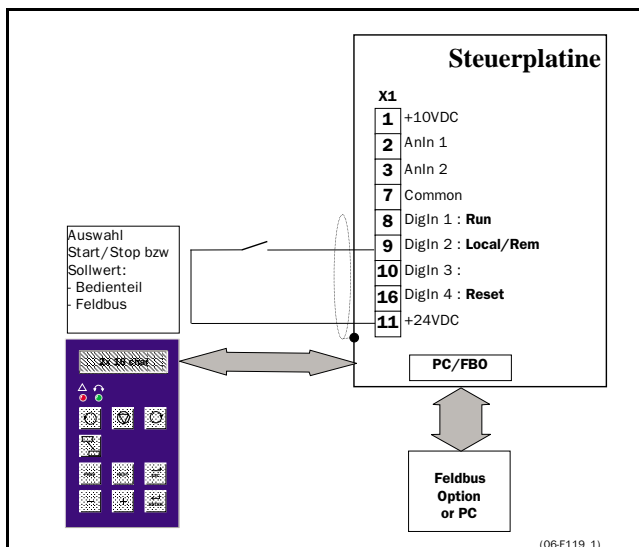 Steuerplatine
X1
1 +10VDC
2 AnIn 1
3 AnIn 2
7 Common
8 DigIn 1 : Run
9 DigIn 2 : Local/Rem
10 DigIn 3 :
16 DigIn 4 : Reset
11 +24VDC
Auswahl
Start/Stop bzw
Sollwert:
- Bedienteil
- Feldbus
2x 16 char
PC/FBO
Feldbus
Option
or PC
(06-F119_1)